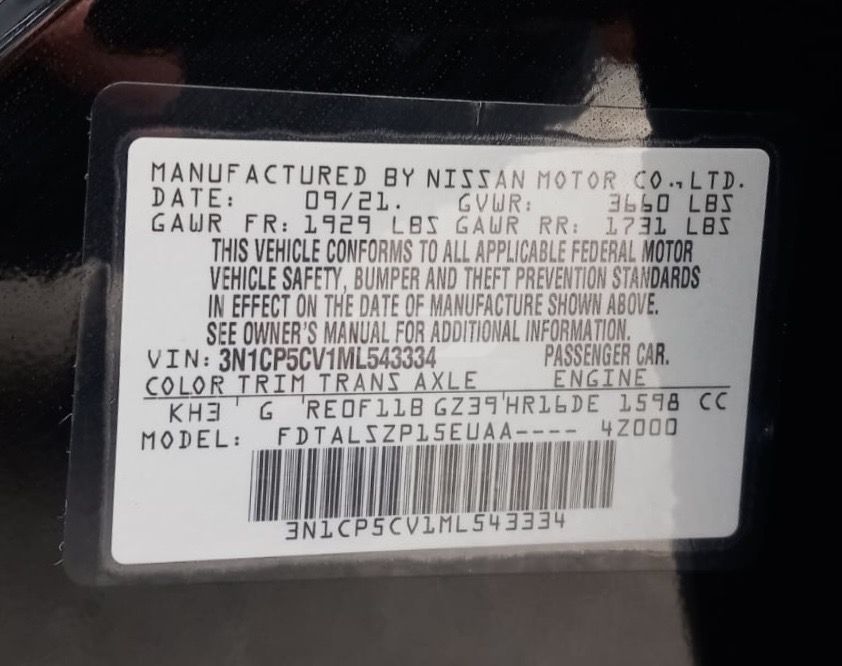 MANUFACTURED BY NISSAN MOTOR CO.,LTD.
DATE: 09/21. GVWR: 3660 LBS
GAWR FR: 1929 LBS GAWR RR: 1731 LBS
THIS VEHICLE CONFORMS TO ALL APPLICABLE FEDERAL MOTOR
VEHICLE SAFETY, BUMPER AND THEFT PREVENTION STANDARDS
IN EFFECT ON THE DATE OF MANUFACTURE SHOWN ABOVE.
SEE OWNER'S MANUAL FOR ADDITIONAL INFORMATION.
VIN: 3N1CP5CV1ML543334 PASSENGER CAR.
COLOR TRIM TRANS AXLE ENGINE
KH3 ' G 'RE0F11B GZ39'HR16DE 1598 CC
MODEL: FDTALSZP15EUAA---- 4Z000
3N1CP5CV1ML543334